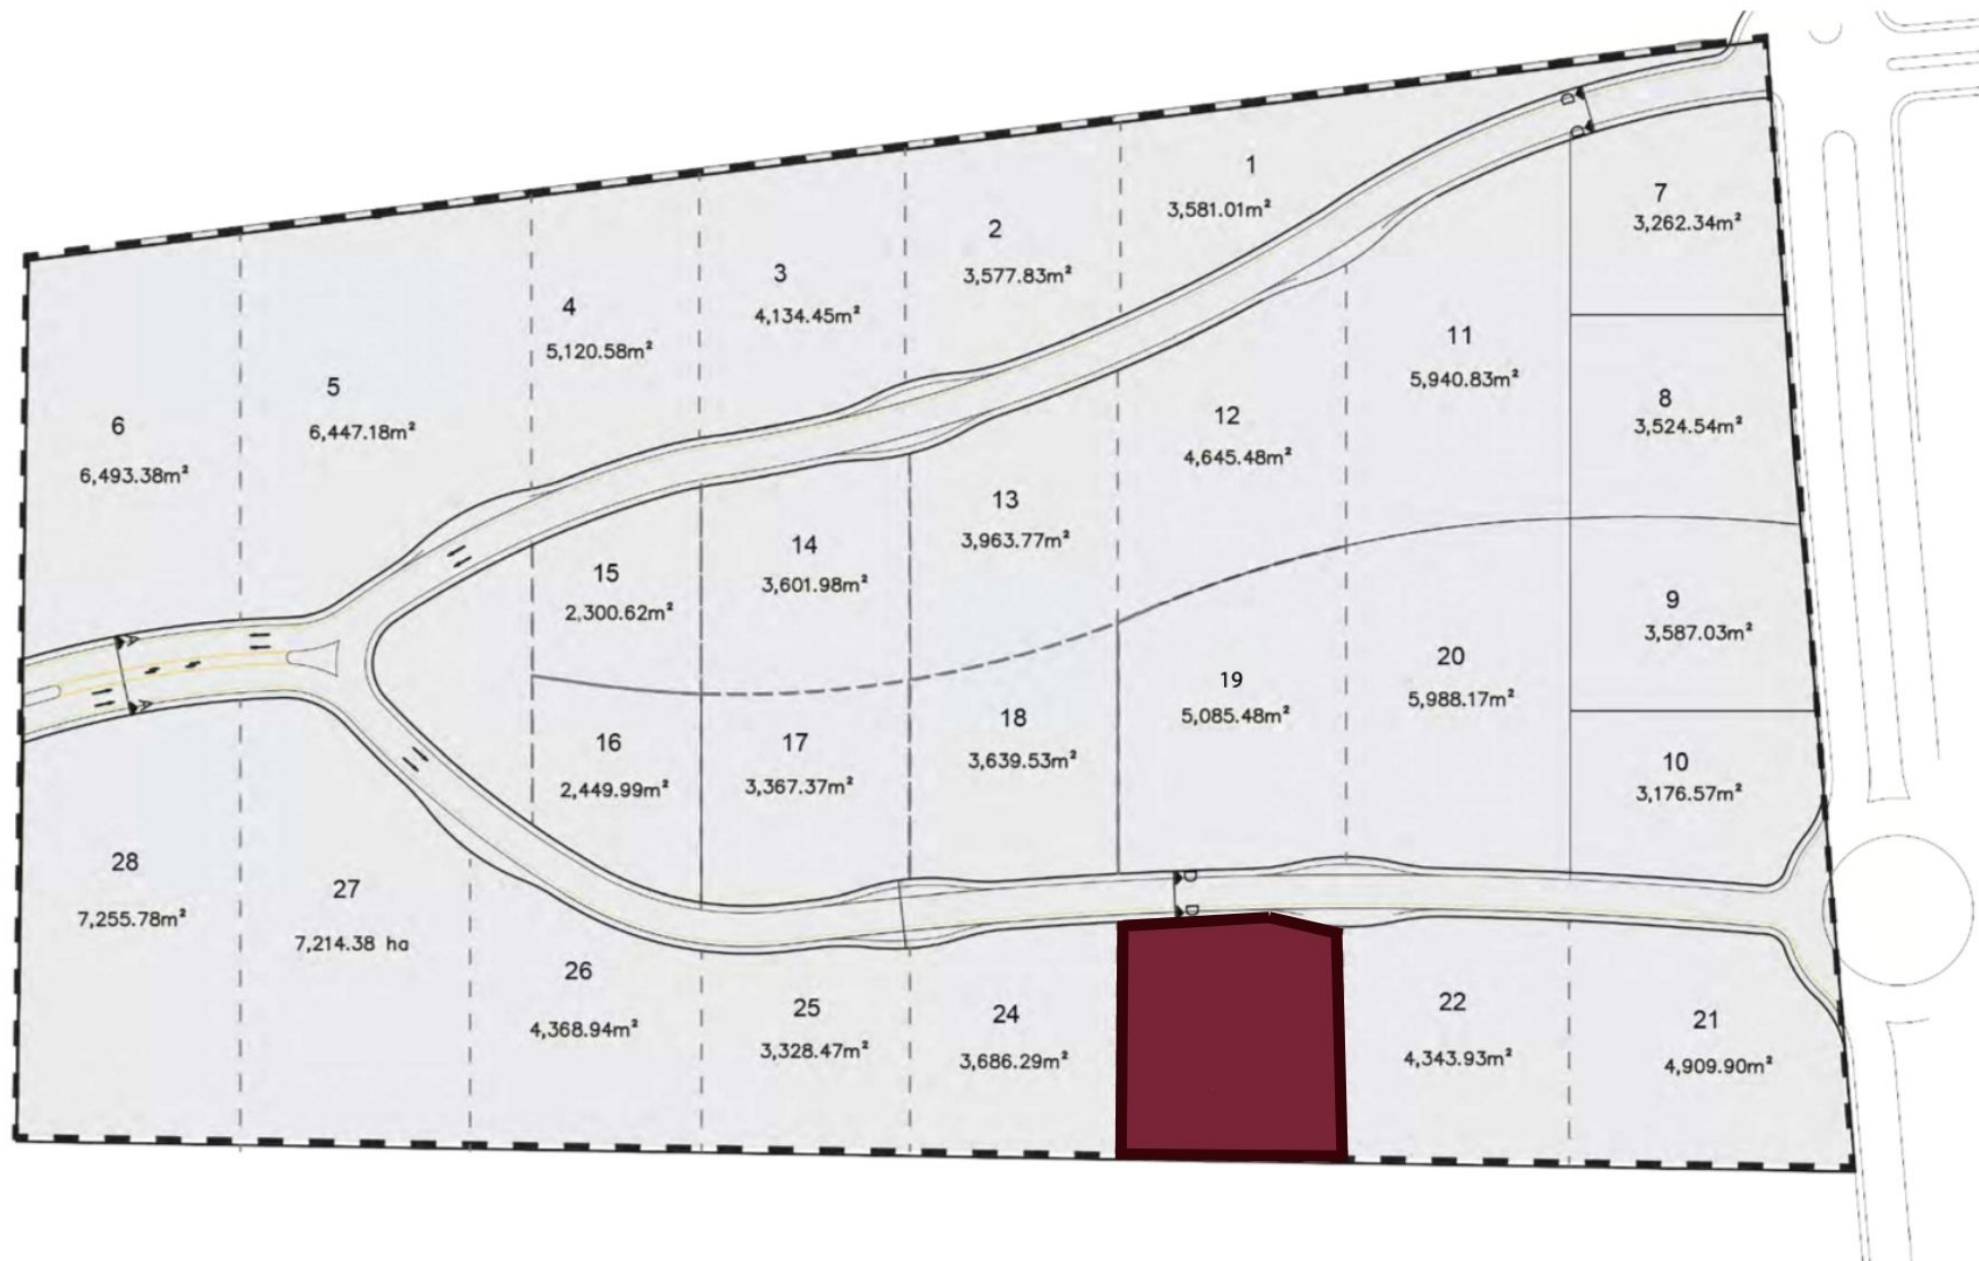 1
3,581.01m²
2
3,577.83m²
3
4,134.45m²
4
5,120.58m²
5
6,447.18m²
6
6,493.38m²
7
3,262.34m²
8
3,524.54m²
9
3,587.03m²
10
3,176.57m²
11
5,940.83m²
12
4,645.48m²
13
3,963.77m²
14
3,601.98m²
15
2,300.62m²
16
2,449.99m²
17
3,367.37m²
18
3,639.53m²
19
5,085.48m²
20
5,988.17m²
21
4,909.90m²
22
4,343.93m²
24
3,686.29m²
25
3,328.47m²
26
4,368.94m²
27
7,214.38 ha
28
7,255.78m²